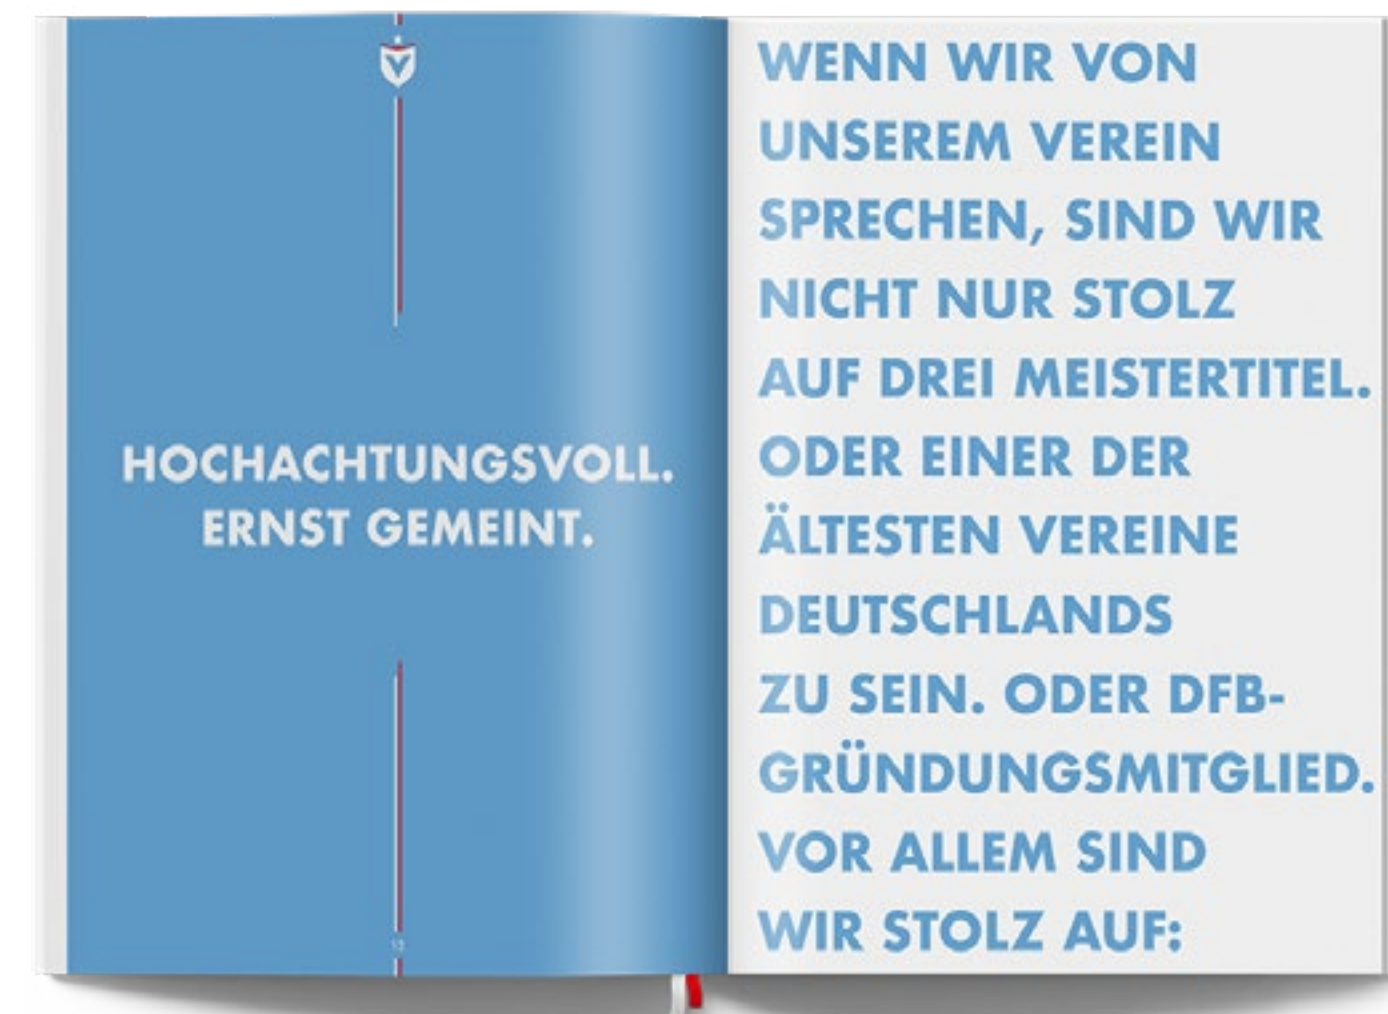 HOCHACHTUNGSVOLL.
ERNST GEMEINT.
WENN WIR VON
UNSEREM VEREIN
SPRECHEN, SIND WIR
NICHT NUR STOLZ
AUF DREI MEISTERTITEL.
ODER EINER DER
ÄLTESTEN VEREINE
DEUTSCHLANDS
ZU SEIN. ODER DFB-
GRÜNDUNGSMITGLIED.
VOR ALLEM SIND
WIR STOLZ AUF: